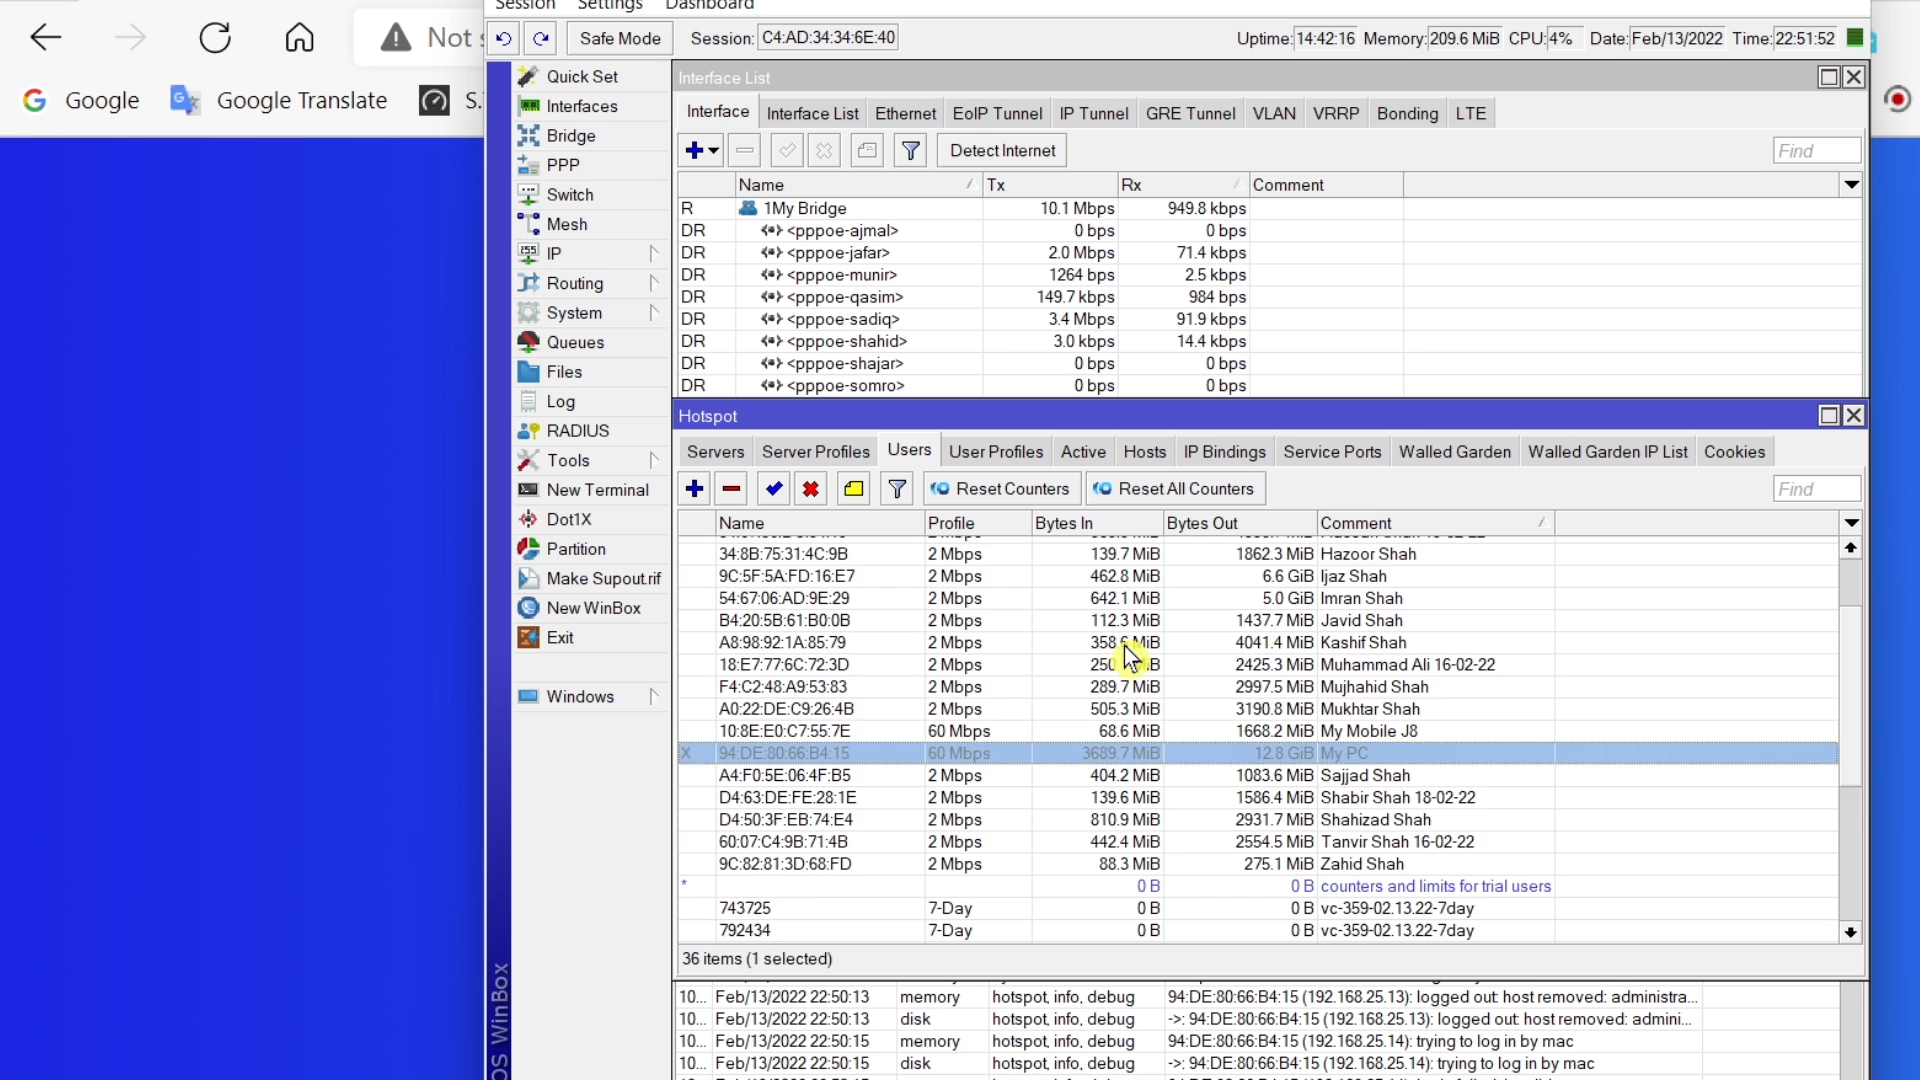 Session Settings Dashboard
Not
Safe Mode Session: C4:AD:34:34:6E:40 Uptime: 14:42:16 Memory: 209.6 MiB CPU: 4% Date: Feb/13/2022 Time: 22:51:52
Google Google Translate S.
Quick Set
Interfaces
Bridge
PPP
Switch
Mesh
IP
Routing
System
Queues
Files
Log
RADIUS
Tools
New Terminal
Dot1X
Partition
Make Supout.rif
New WinBox
Exit
Windows
OS WinBox
Interface List
Interface Interface List Ethernet EoIP Tunnel IP Tunnel GRE Tunnel VLAN VRRP Bonding LTE
Detect Internet Find
Name Tx Rx Comment
R 1My Bridge 10.1 Mbps 949.8 kbps
DR <pppoe-ajmal> 0 bps 0 bps
DR <pppoe-jafar> 2.0 Mbps 71.4 kbps
DR <pppoe-munir> 1264 bps 2.5 kbps
DR <pppoe-qasim> 149.7 kbps 984 bps
DR <pppoe-sadiq> 3.4 Mbps 91.9 kbps
DR <pppoe-shahid> 3.0 kbps 14.4 kbps
DR <pppoe-shajar> 0 bps 0 bps
DR <pppoe-somro> 0 bps 0 bps
Hotspot
Servers Server Profiles Users User Profiles Active Hosts IP Bindings Service Ports Walled Garden Walled Garden IP List Cookies
Reset Counters Reset All Counters Find
Name Profile Bytes In Bytes Out Comment
34:8B:75:31:4C:9B 2 Mbps 139.7 MiB 1862.3 MiB Hazoor Shah
9C:5F:5A:FD:16:E7 2 Mbps 462.8 MiB 6.6 GiB Ijaz Shah
54:67:06:AD:9E:29 2 Mbps 642.1 MiB 5.0 GiB Imran Shah
B4:20:5B:61:B0:0B 2 Mbps 112.3 MiB 1437.7 MiB Javid Shah
A8:98:92:1A:85:79 2 Mbps 358.6 MiB 4041.4 MiB Kashif Shah
18:E7:77:6C:72:3D 2 Mbps 2425.3 MiB Muhammad Ali 16-02-22
F4:C2:48:A9:53:83 2 Mbps 289.7 MiB 2997.5 MiB Mujhahid Shah
A0:22:DE:C9:26:4B 2 Mbps 505.3 MiB 3190.8 MiB Mukhtar Shah
10:8E:E0:C7:55:7E 60 Mbps 68.6 MiB 1668.2 MiB My Mobile J8
X 94:DE:80:66:B4:15 60 Mbps 3689.7 MiB 12.8 GiB My PC
A4:F0:5E:06:4F:B5 2 Mbps 404.2 MiB 1083.6 MiB Sajjad Shah
D4:63:DE:FE:28:1E 2 Mbps 139.6 MiB 1586.4 MiB Shabir Shah 18-02-22
D4:50:3F:EB:74:E4 2 Mbps 810.9 MiB 2931.7 MiB Shahizad Shah
60:07:C4:9B:71:4B 2 Mbps 442.4 MiB 2554.5 MiB Tanvir Shah 16-02-22
9C:82:81:3D:68:FD 2 Mbps 88.3 MiB 275.1 MiB Zahid Shah
* 0 B 0 B counters and limits for trial users
743725 7-Day 0 B 0 B vc-359-02.13.22-7day
792434 7-Day 0 B 0 B vc-359-02.13.22-7day
36 items (1 selected)
10... Feb/13/2022 22:50:13 memory hotspot, info, debug 94:DE:80:66:B4:15 (192.168.25.13): logged out: host removed: administra...
10... Feb/13/2022 22:50:13 disk hotspot, info, debug ->: 94:DE:80:66:B4:15 (192.168.25.13): logged out: host removed: admini...
10... Feb/13/2022 22:50:15 memory hotspot, info, debug 94:DE:80:66:B4:15 (192.168.25.14): trying to log in by mac
10... Feb/13/2022 22:50:15 disk hotspot, info, debug ->: 94:DE:80:66:B4:15 (192.168.25.14): trying to log in by mac